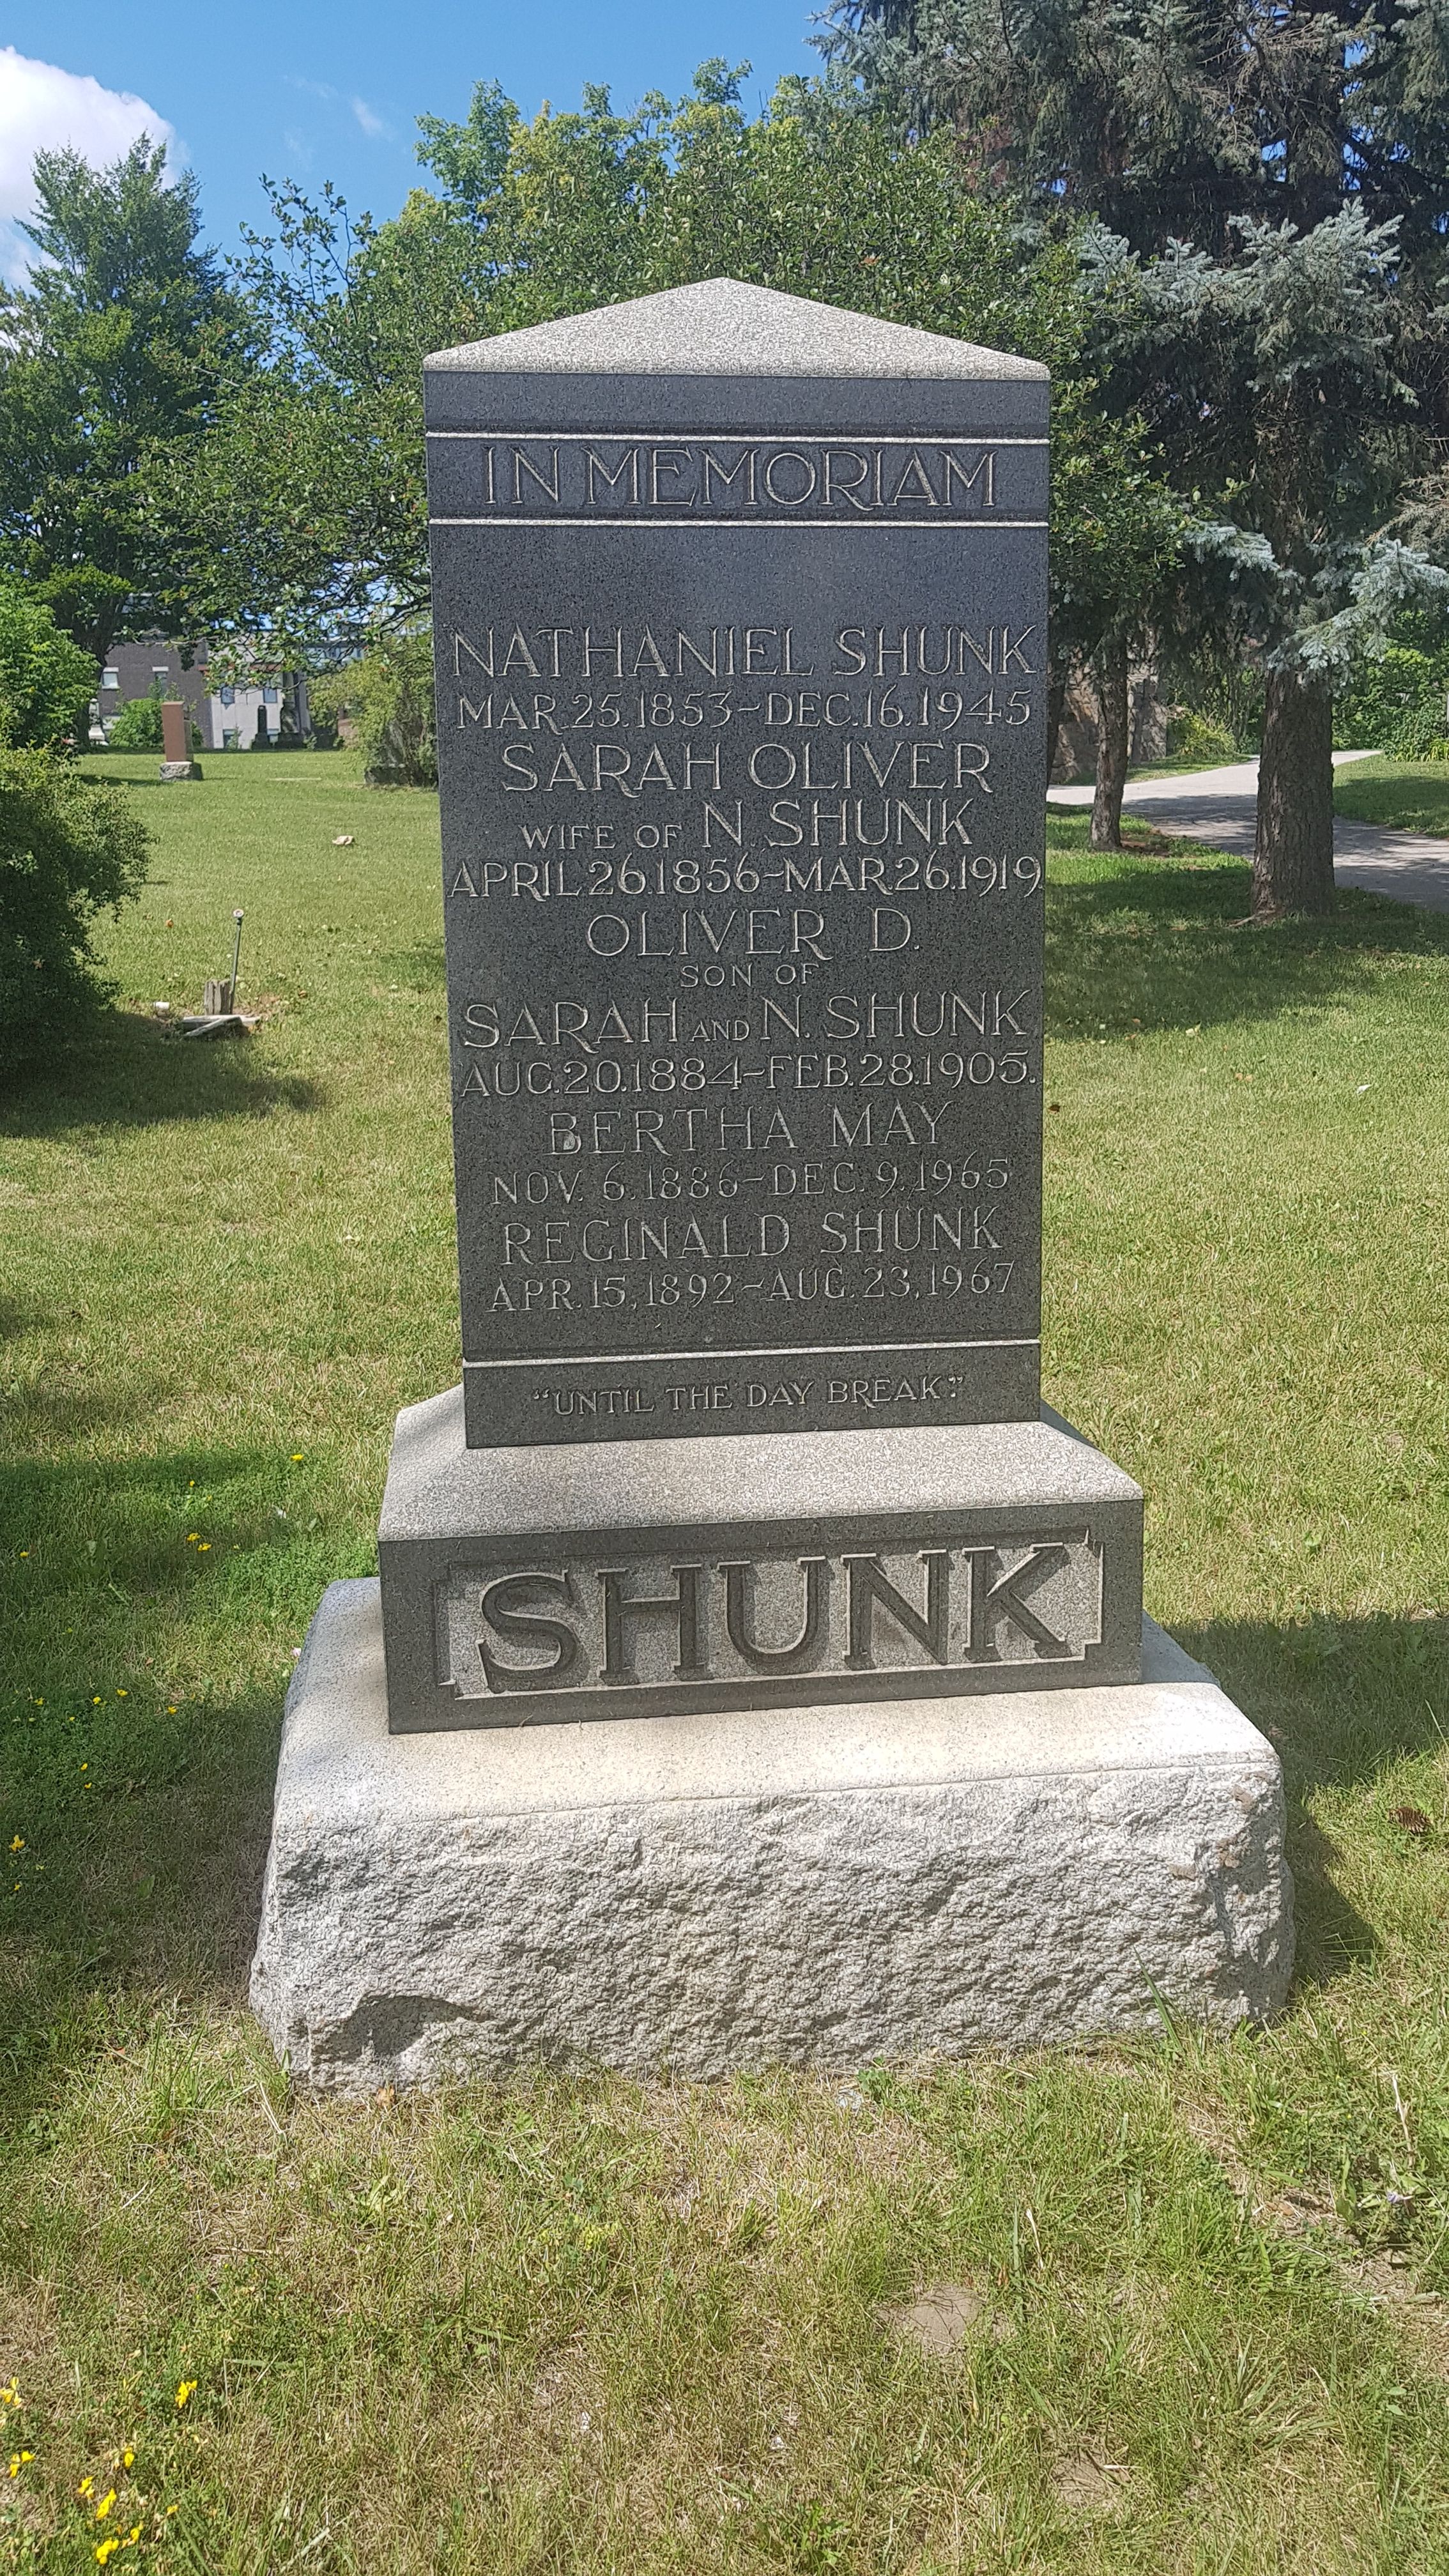 IN MEMORIAM
NATHANIEL SHUNK
MAR.25.1853-DEC.16.1945
SARAH OLIVER
WIFE OF N. SHUNK
APRIL.26.1856-MAR.26.1919
OLIVER D.
SON OF
SARAH AND N. SHUNK
AUG.20.1884-FEB.28.1905.
BERTHA MAY
NOV. 6.1886-DEC. 9.,1965
REGINALD SHUNK
APR. 15,1892-AUG. 23,1967
"UNTIL THE DAY BREAK."
SHUNK